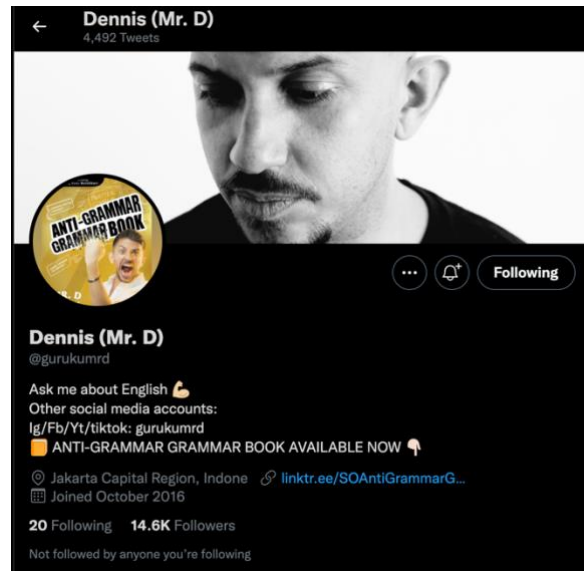 Dennis (Mr. D)
4,492 Tweets
ANTI-GRAMMAR
GRAMMAR BOOK
MR. D
Following
Dennis (Mr. D)
@gurukumrd
Ask me about English 💪🏻
Other social media accounts:
Ig/Fb/Yt/tiktok: gurukumrd
📙 ANTI-GRAMMAR GRAMMAR BOOK AVAILABLE NOW 👇🏻
Jakarta Capital Region, Indone linktr.ee/SOAntiGrammarG...
Joined October 2016
20 Following 14.6K Followers
Not followed by anyone you're following